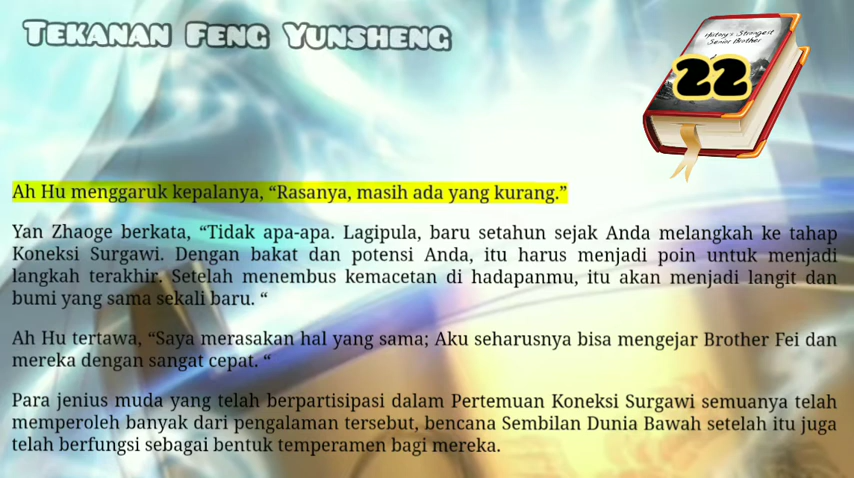 Tekanan Feng Yunsheng
History's Strongest
Senior Brother
22
Ah Hu menggaruk kepalanya, “Rasanya, masih ada yang kurang.”
Yan Zhaoge berkata, “Tidak apa-apa. Lagipula, baru setahun sejak Anda melangkah ke tahap
Koneksi Surgawi. Dengan bakat dan potensi Anda, itu harus menjadi poin untuk menjadi
langkah terakhir. Setelah menembus kemacetan di hadapanmu, itu akan menjadi langit dan
bumi yang sama sekali baru. “
Ah Hu tertawa, “Saya merasakan hal yang sama; Aku seharusnya bisa mengejar Brother Fei dan
mereka dengan sangat cepat. “
Para jenius muda yang telah berpartisipasi dalam Pertemuan Koneksi Surgawi semuanya telah
memperoleh banyak dari pengalaman tersebut, bencana Sembilan Dunia Bawah setelah itu juga
telah berfungsi sebagai bentuk temperamen bagi mereka.